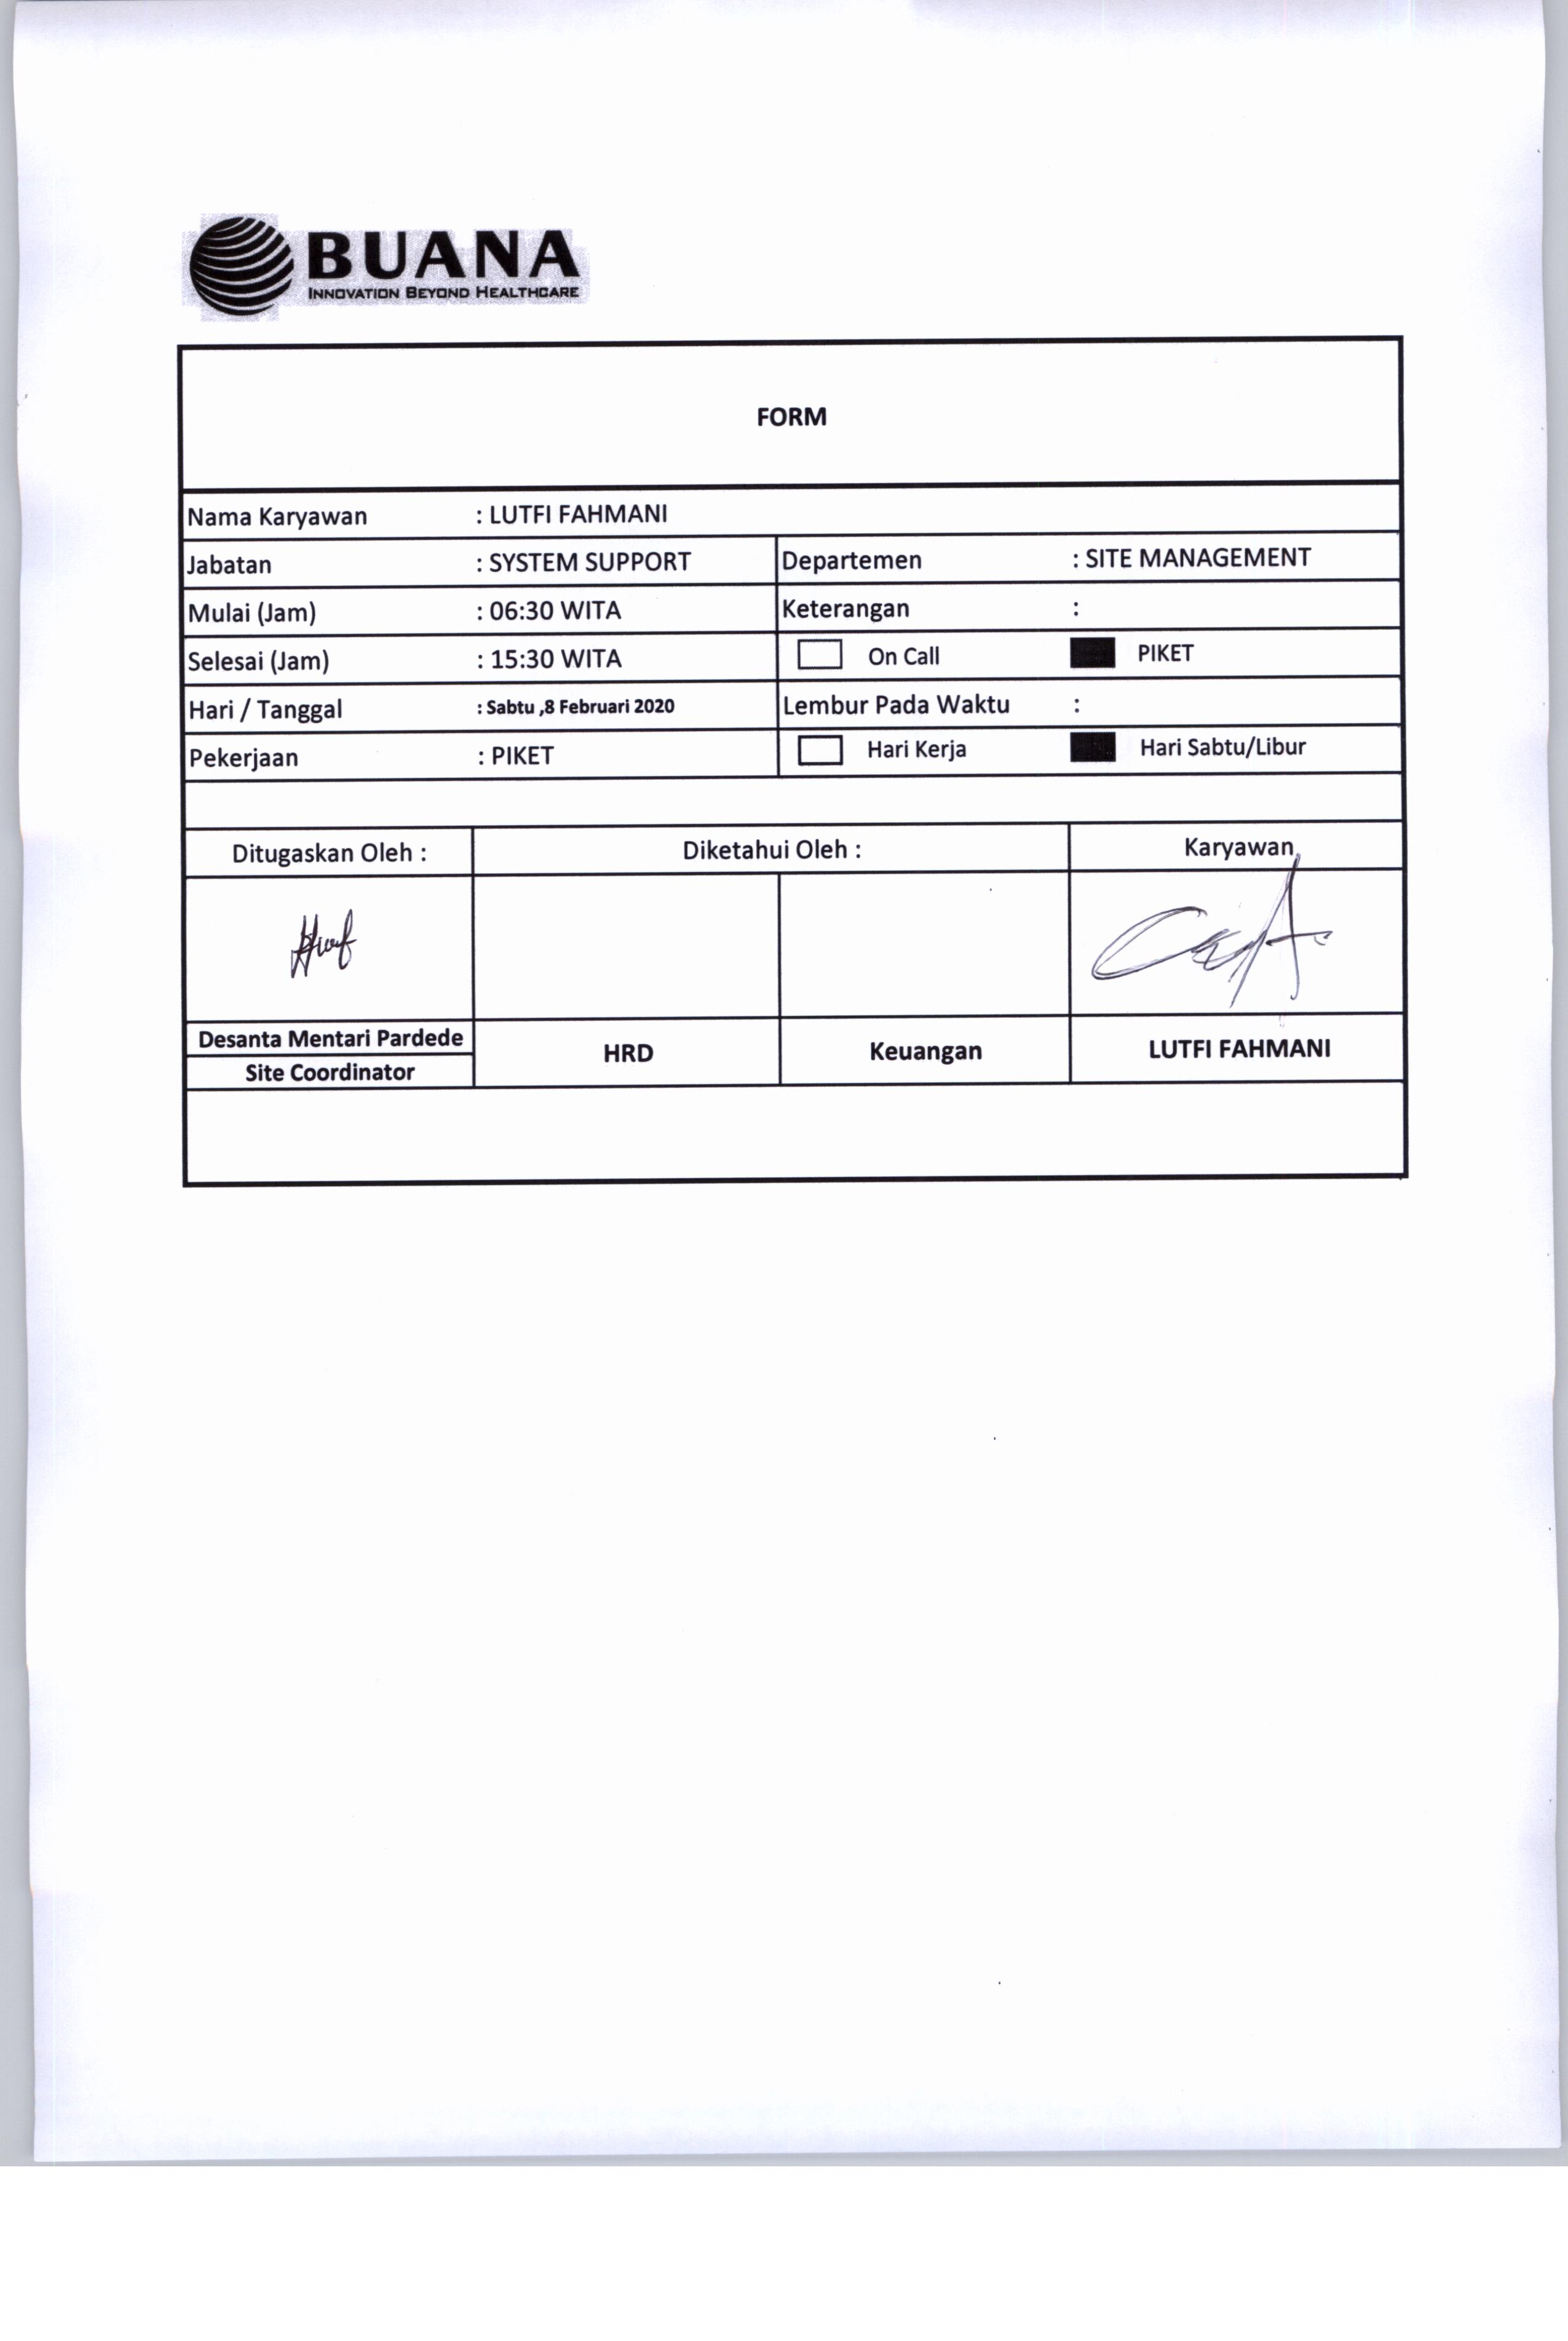 BUANA
INNOVATION BEYOND HEALTHCARE
FORM
Nama Karyawan : LUTFI FAHMANI
Jabatan : SYSTEM SUPPORT Departemen : SITE MANAGEMENT
Mulai (Jam) : 06:30 WITA Keterangan :
Selesai (Jam) : 15:30 WITA On Call PIKET
Hari / Tanggal : Sabtu ,8 Februari 2020 Lembur Pada Waktu :
Pekerjaan : PIKET Hari Kerja Hari Sabtu/Libur
Ditugaskan Oleh : Diketahui Oleh : Karyawan
Desanta Mentari Pardede
Site Coordinator
HRD Keuangan LUTFI FAHMANI